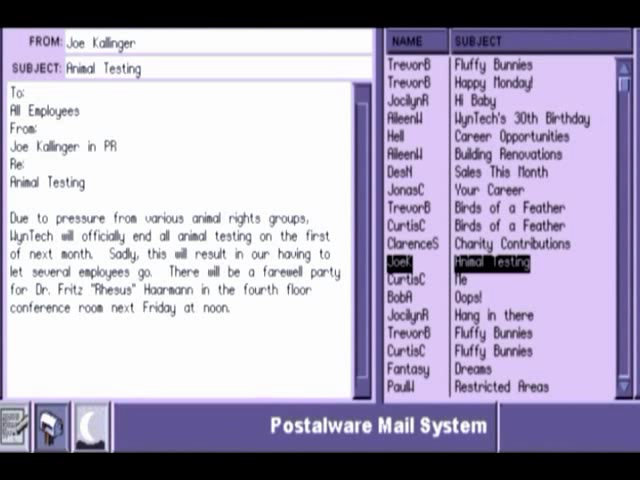 FROM: Joe Kallinger
SUBJECT: Animal Testing
To:
All Employees
From:
Joe Kallinger in PR
Re:
Animal Testing
Due to pressure from various animal rights groups,
WynTech will officially end all animal testing on the first
of next month. Sadly, this will result in our having to
let several employees go. There will be a farewell party
for Dr. Fritz "Rhesus" Haarmann in the fourth floor
conference room next Friday at noon.
NAME SUBJECT
TrevorB Fluffy Bunnies
TrevorB Happy Monday!
JocilynR Hi Baby
AileenW WynTech's 30th Birthday
Hell Career Opportunities
AileenW Building Renovations
DesN Sales This Month
JonasC Your Career
TrevorB Birds of a Feather
CurtisC Birds of a Feather
ClarenceS Charity Contributions
JoeK Animal Testing
CurtisC Me
BobA Oops!
JocilynR Hang in there
TrevorB Fluffy Bunnies
CurtisC Fluffy Bunnies
Fantasy Dreams
PaulW Restricted Areas
Postalware Mail System